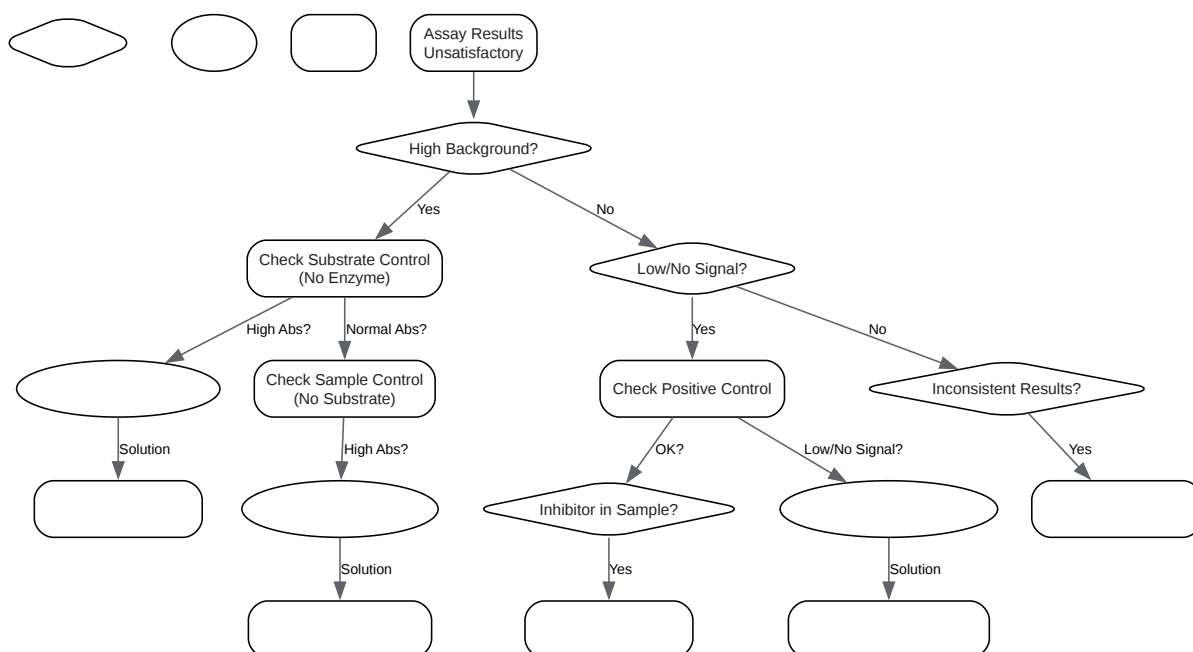 Assay Results
Unsatisfactory
High Background?
Yes
No
Check Substrate Control
(No Enzyme)
Low/No Signal?
High Abs?
Normal Abs?
Yes
No
Check Sample Control
(No Substrate)
Check Positive Control
Inconsistent Results?
Solution
High Abs?
OK?
Low/No Signal?
Yes
Inhibitor in Sample?
Solution
Yes
Solution